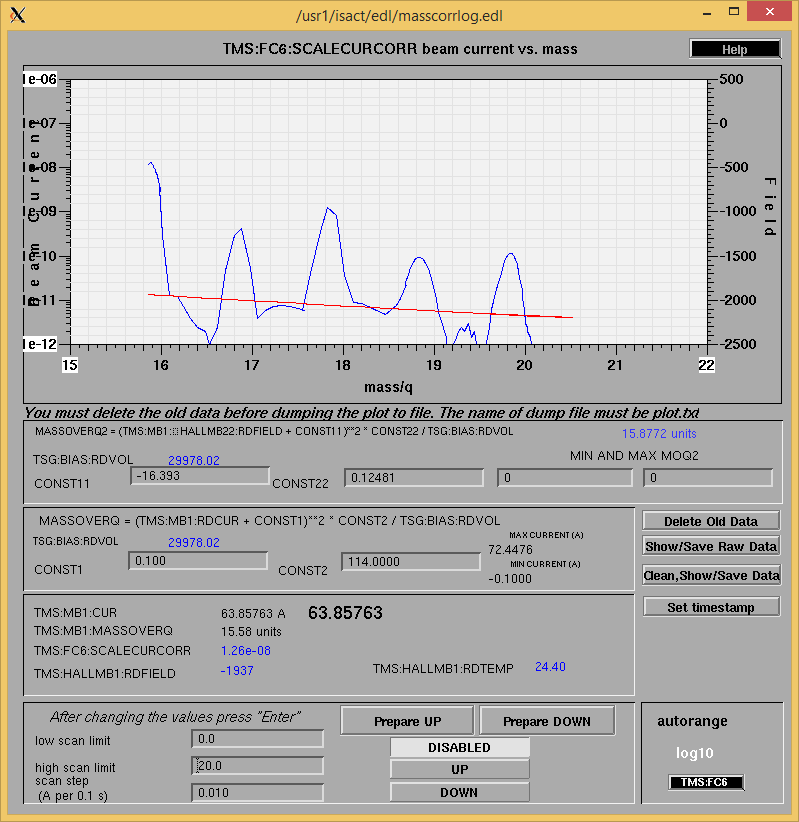 /usr1/isact/edl/masscorrlog.edl
TMS:FC6:SCALECURCORR beam current vs. mass
Help
1e-06
1e-07
1e-08
1e-09
1e-10
1e-11
1e-12
Beam Current
500
0
-500
-1000
-1500
-2000
-2500
Field
15 16 17 18 19 20 21 22
mass/q
You must delete the old data before dumping the plot to file. The name of dump file must be plot.txt
MASSOVERQ2 = (TMS:MB1: HALLMB22:RDFIELD + CONST11)**2 * CONST22 / TSG:BIAS:RDVOL
15.8772 units
TSG:BIAS:RDVOL 29978.02
MIN AND MAX MOQ2
CONST11 -16.393 CONST22 0.12481 0 0
MASSOVERQ = (TMS:MB1:RDCUR + CONST1)**2 * CONST2 / TSG:BIAS:RDVOL
TSG:BIAS:RDVOL 29978.02
MAX CURRENT (A)
72.4476
CONST1 0.100 CONST2 114.0000
MIN CURRENT (A)
-0.1000
Delete Old Data
Show/Save Raw Data
Clean,Show/Save Data
Set timestamp
TMS:MB1:CUR 63.85763 A 63.85763
TMS:MB1:MASSOVERQ 15.58 units
TMS:FC6:SCALECURCORR 1.26e-08
TMS:HALLMB1:RDFIELD -1937
TMS:HALLMB1:RDTEMP 24.40
After changing the values press "Enter"
low scan limit 0.0
high scan limit 20.0
scan step
(A per 0.1 s) 0.010
Prepare UP
Prepare DOWN
DISABLED
UP
DOWN
autorange
log10
TMS:FC6